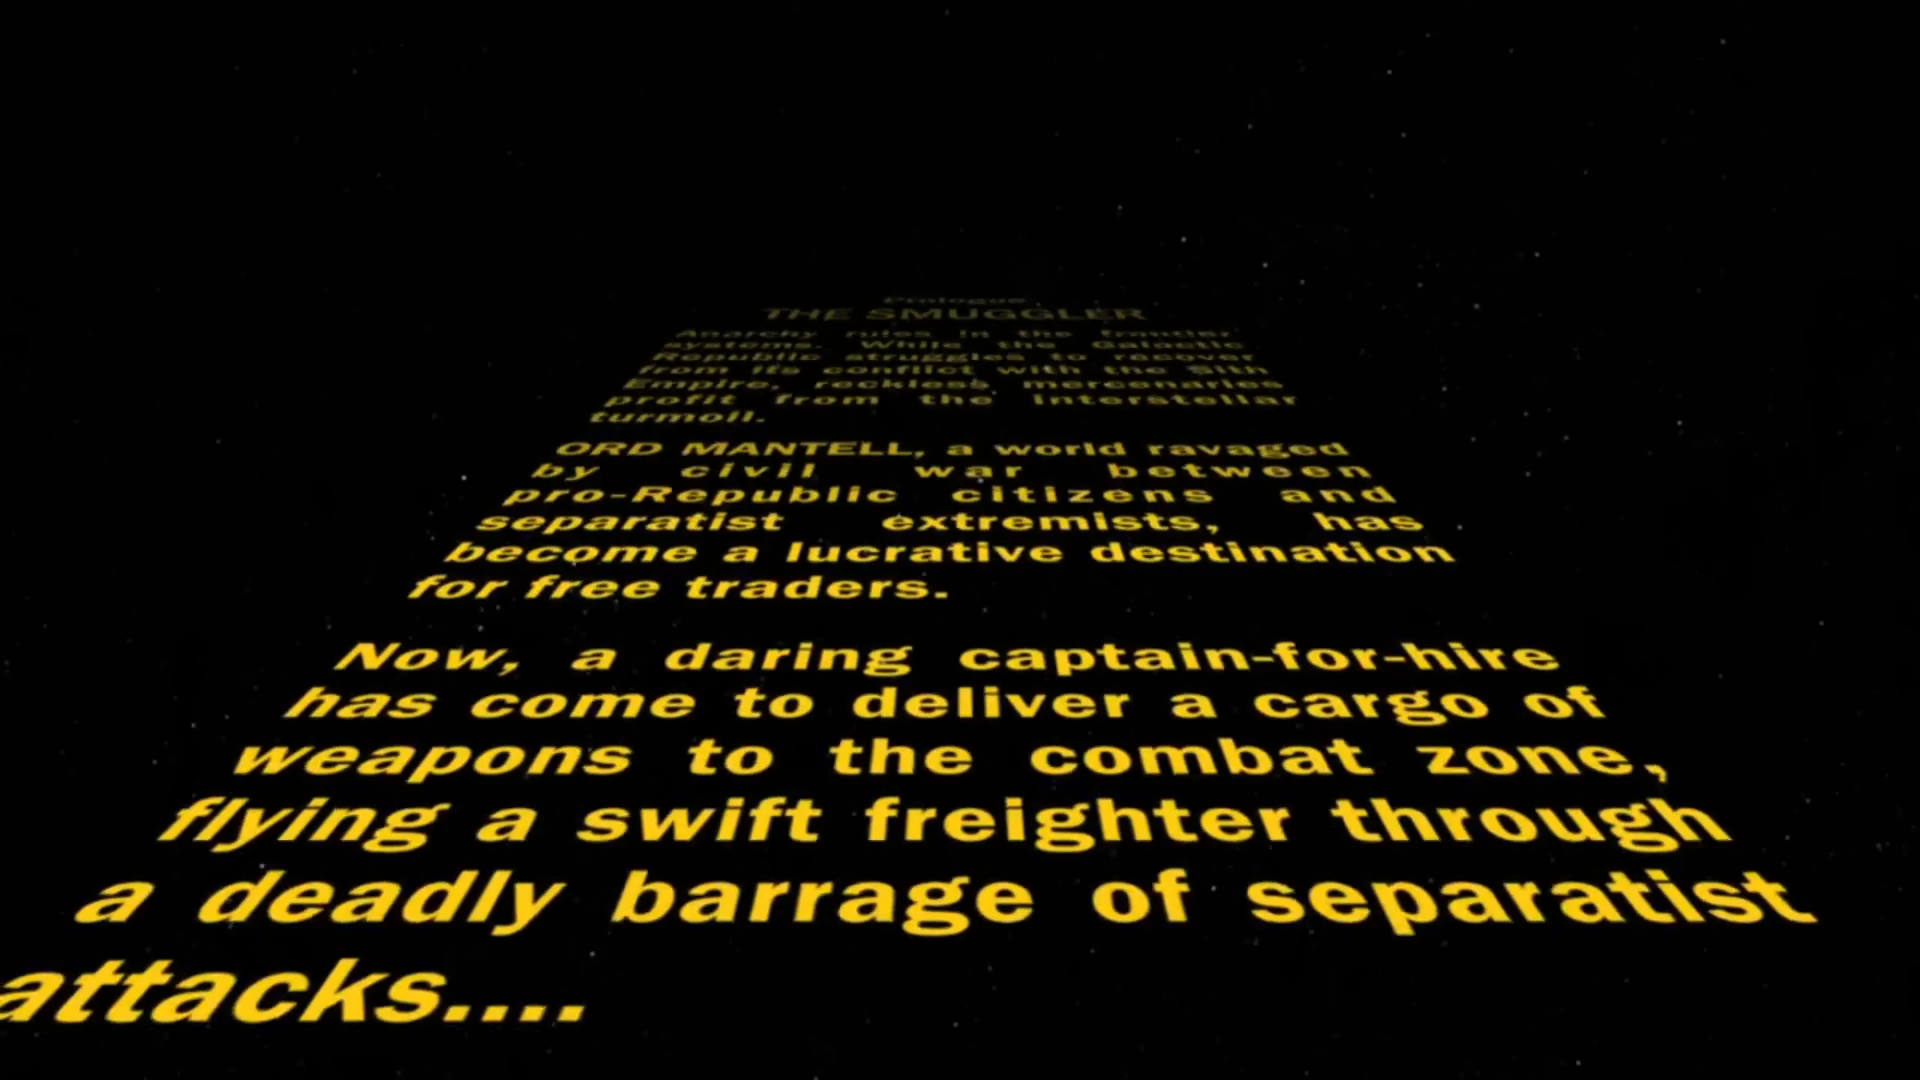 Prologue
THE SMUGGLER
Anarchy rules in the frontier
systems. While the Galactic
Republic struggles to recover
from its conflict with the Sith
Empire, reckless mercenaries
profit from the interstellar
turmoil.
ORD MANTELL, a world ravaged
by civil war between
pro-Republic citizens and
separatist extremists, has
become a lucrative destination
for free traders.
Now, a daring captain-for-hire
has come to deliver a cargo of
weapons to the combat zone,
flying a swift freighter through
a deadly barrage of separatist
attacks....